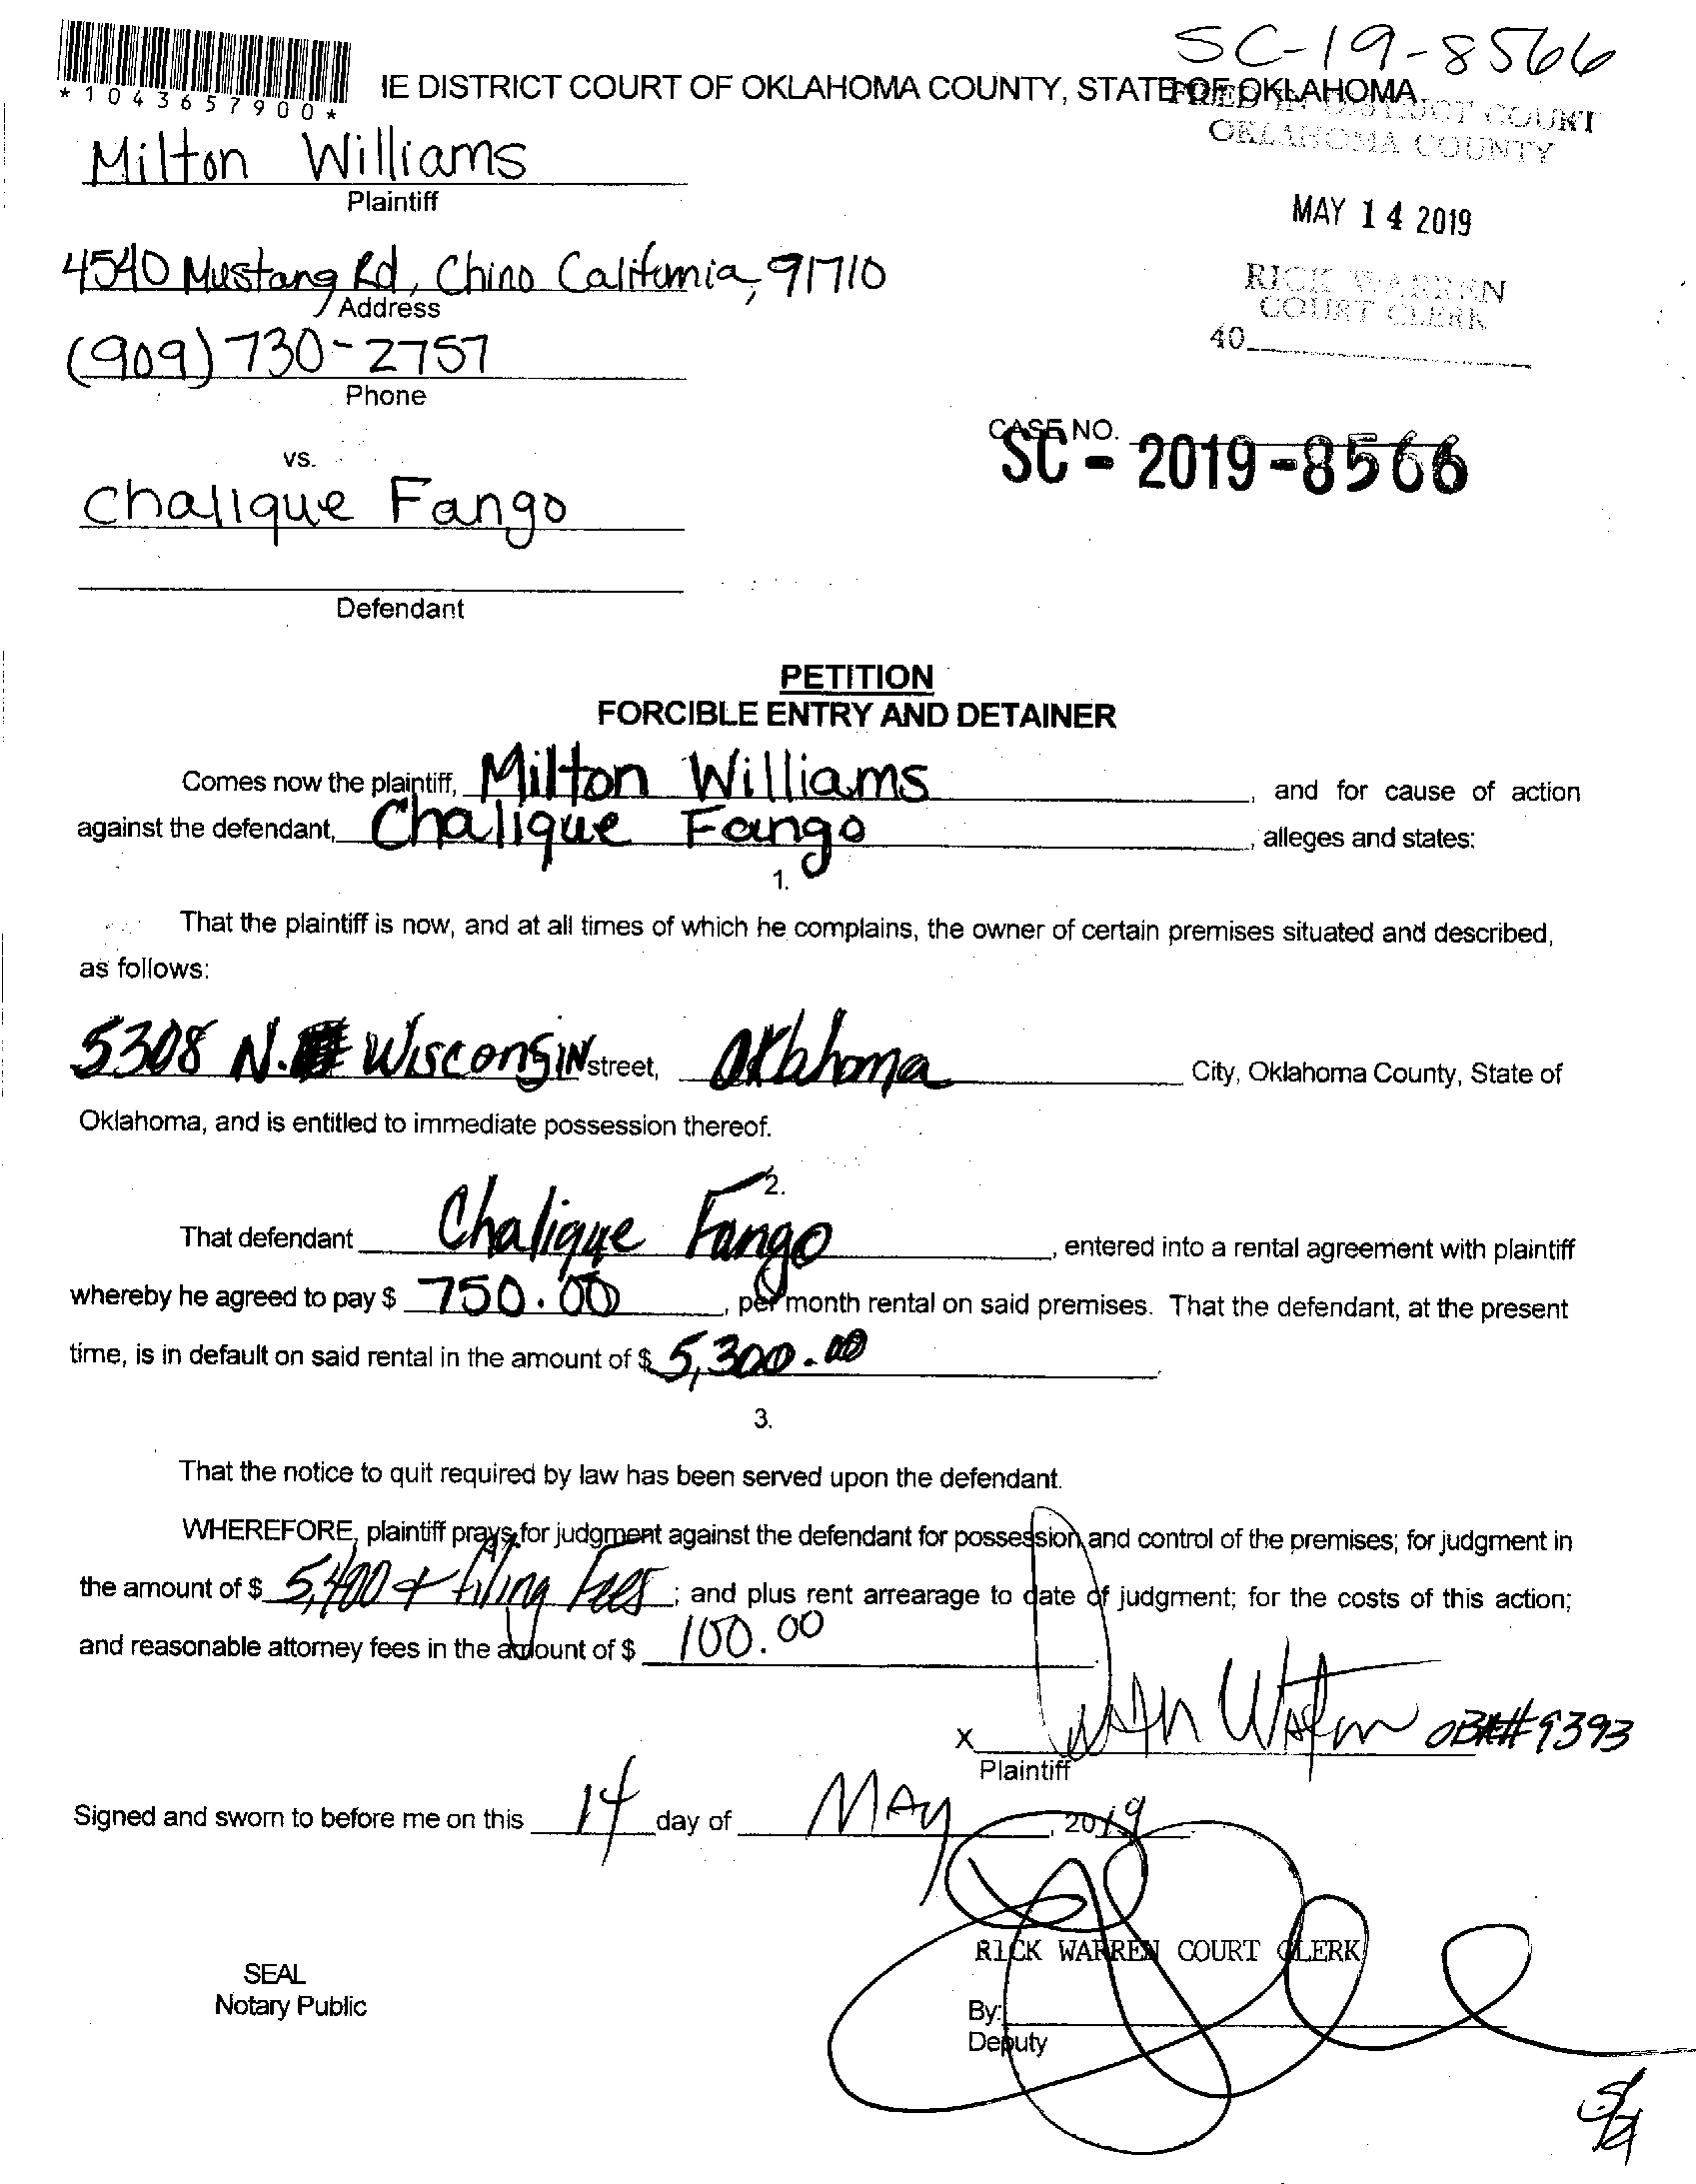 SC-19-8566
*1043657900*
IE DISTRICT COURT OF OKLAHOMA COUNTY, STATE OF OKLAHOMA
FILED IN DISTRICT COURT
OKLAHOMA COUNTY
Milton Williams
Plaintiff
MAY 14 2019
4540 Mustang Rd, Chino California, 91710
Address
RICK WARREN
COURT CLERK
40
(909) 730-2757
Phone
CASE NO.
SC - 2019 - 8566
vs.
Chalique Fango
Defendant
PETITION
FORCIBLE ENTRY AND DETAINER
Comes now the plaintiff, Milton Williams, and for cause of action
against the defendant, Chalique Fango, alleges and states:
1.
That the plaintiff is now, and at all times of which he complains, the owner of certain premises situated and described,
as follows:
5308 N. Wisconsin street, Oklahoma City, Oklahoma County, State of
Oklahoma, and is entitled to immediate possession thereof.
2.
That defendant Chalique Fango, entered into a rental agreement with plaintiff
whereby he agreed to pay $ 750.00, per month rental on said premises. That the defendant, at the present
time, is in default on said rental in the amount of $ 5,300.00.
3.
That the notice to quit required by law has been served upon the defendant.
WHEREFORE, plaintiff prays for judgment against the defendant for possession and control of the premises; for judgment in
the amount of $ 5,400 + filing Fees; and plus rent arrearage to date of judgment; for the costs of this action;
and reasonable attorney fees in the amount of $ 100.00
X OBA# 9393
Plaintiff
Signed and sworn to before me on this 14 day of MAY, 2019.
RICK WARREN COURT CLERK
SEAL
Notary Public
By:
Deputy